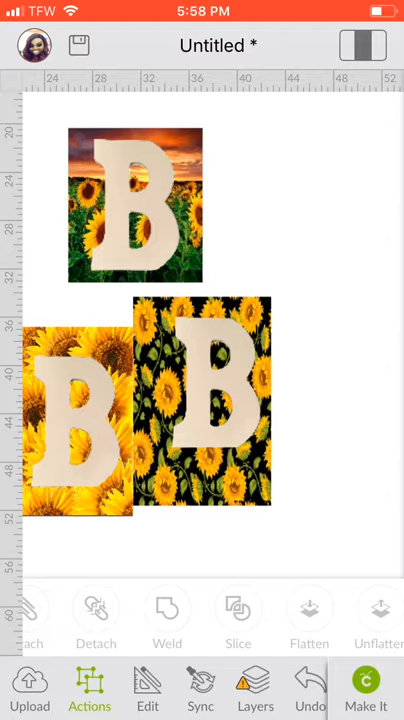 TFW 5:58 PM
Untitled *
24 28 32 36 40 44 48 52
20
24
28
32
36
40
44
48
52
56
60
B
B
B
ach Detach Weld Slice Flatten Unflatten
Upload Actions Edit Sync Layers Undo Make It